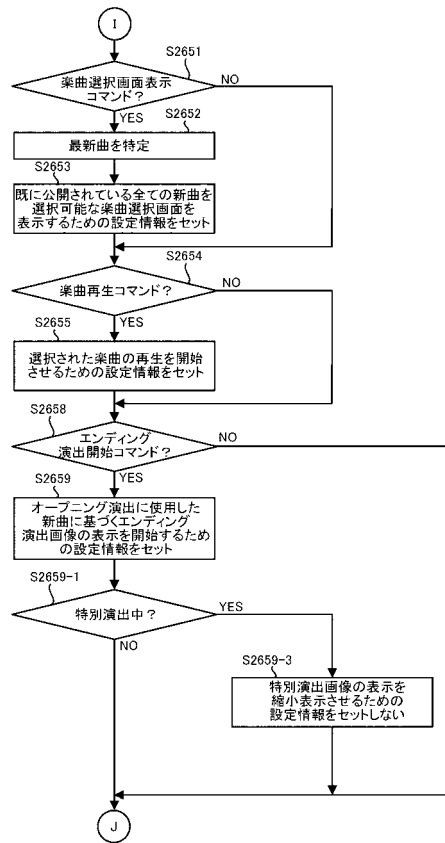 I
S2651
楽曲選択画面表示
コマンド?
NO
YES
S2652
最新曲を特定
S2653
既に公開されている全ての新曲を
選択可能な楽曲選択画面を
表示するための設定情報をセット
S2654
楽曲再生コマンド?
NO
YES
S2655
選択された楽曲の再生を開始
させるための設定情報をセット
S2658
エンディング
演出開始コマンド?
NO
YES
S2659
オープニング演出に使用した
新曲に基づくエンディング
演出画像の表示を開始するため
の設定情報をセット
S2659-1
特別演出中?
YES
NO
S2659-3
特別演出画像の表示を
縮小表示させるための
設定情報をセットしない
J